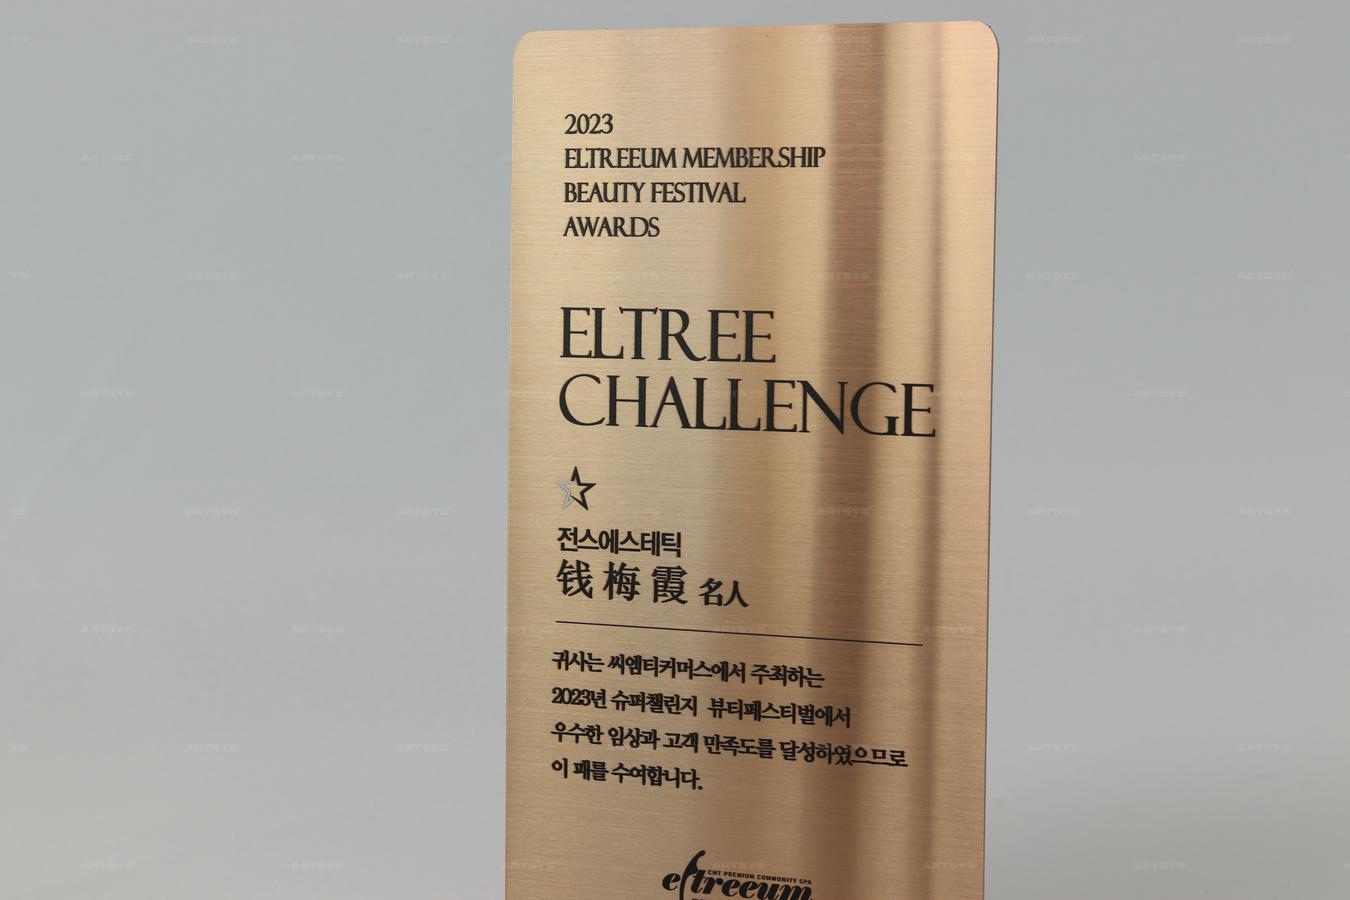 2023
ELTREEUM MEMBERSHIP
BEAUTY FESTIVAL
AWARDS
ELTREE
CHALLENGE
전스에스테틱
钱梅霞 名人
귀사는 씨엠티커머스에서 주최하는
2023년 슈퍼챌린지 뷰티페스티벌에서
우수한 임상과 고객 만족도를 달성하였으므로
이 패를 수여합니다.
CMT PREMIUM COMMUNITY SPA
eltreeum
ARTSYS